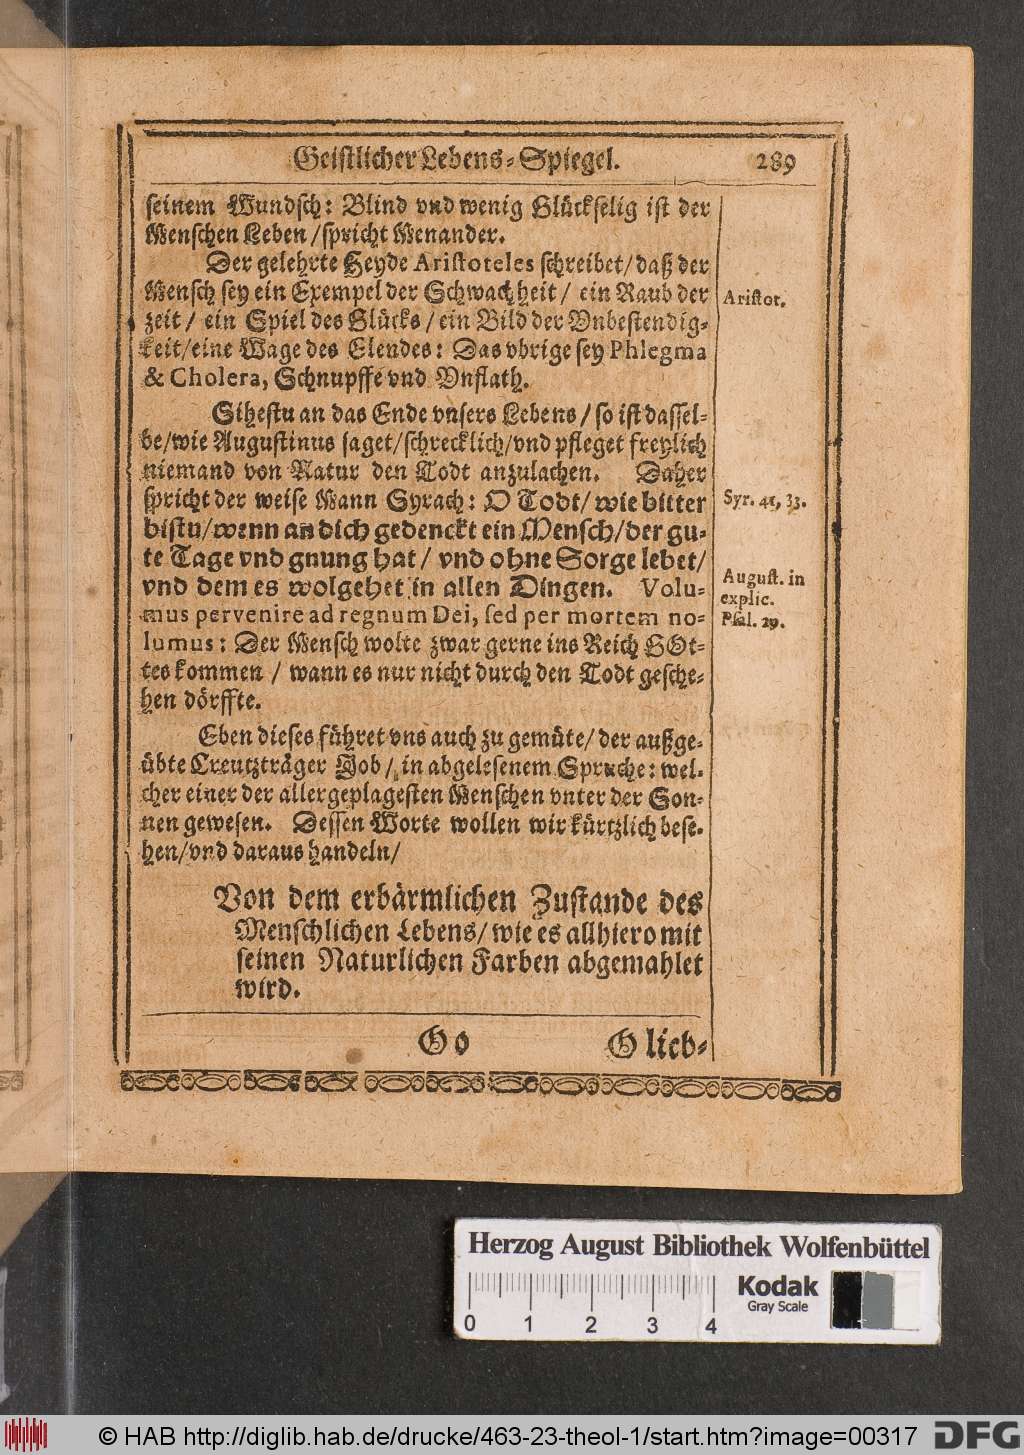 Geistlicher Lebens-Spiegel. 289
seinem Wundsch: Blind vnd wenig Glückselig ist der
Menschen Leben/spricht Menander.
Der gelehrte Heyde Aristoteles schreibet/daß der
Mensch sey ein Exempel der Schwachheit/ ein Raub der
zeit/ ein Spiel des Glücks/ein Bild der Vnbestendig-
keit/eine Wage des Elendes: Das vbrige sey Phlegma
& Cholera, Schnupffe vnd Vnflath.
Aristot.
Sihestu an das Ende vnsers Lebens/so ist dassel-
be/wie Augustinus saget/schrecklich/vnd pfleget freylich
niemand von Natur den Todt anzulachen. Daher
spricht der weise Mann Syrach: O Todt/wie bitter
bistu/wenn an dich gedenckt ein Mensch/der gu-
te Tage vnd gnung hat/ vnd ohne Sorge lebet/
vnd dem es wolgehet in allen Dingen. Volu-
mus pervenire ad regnum Dei, sed per mortem no-
lumus: Der Mensch wolte zwar gerne ins Reich GOt-
tes kommen / wann es nur nicht durch den Todt gesche-
hen dörffte.
Syr. 41, 33.
August. in
explic.
Psal. 29.
Eben dieses führet vns auch zu gemüte/der außge-
übte Creutzträger Job/in abgelesenem Spruche: wel-
cher einer der allergeplagesten Menschen vnter der Son-
nen gewesen. Dessen Worte wollen wir kürtzlich bese-
hen/vnd daraus handeln/
Von dem erbärmlichen Zustande des
Menschlichen Lebens/wie es allhiero mit
seinen Naturlichen Farben abgemahlet
wird.
Oo G lieb-
Herzog August Bibliothek Wolfenbüttel
Kodak
Gray Scale
0 1 2 3 4
© HAB http://diglib.hab.de/drucke/463-23-theol-1/start.htm?image=00317
DFG